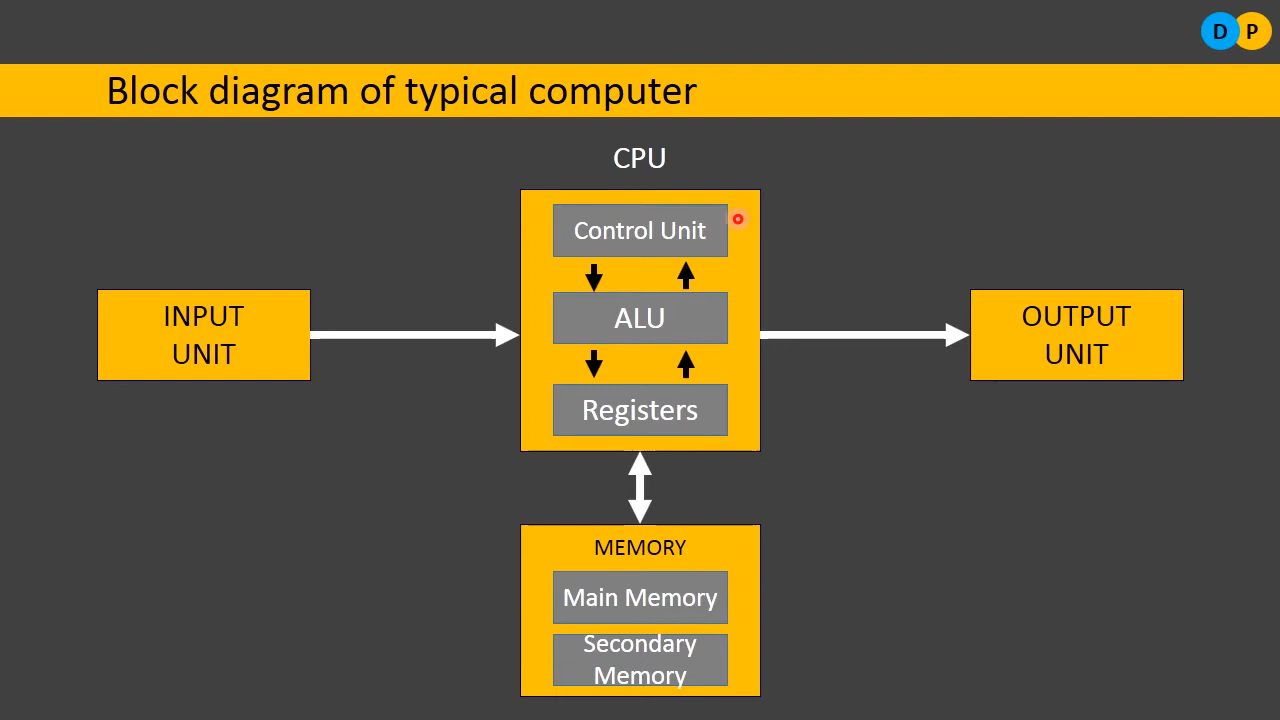 D P
Block diagram of typical computer
CPU
Control Unit
ALU
Registers
INPUT
UNIT
OUTPUT
UNIT
MEMORY
Main Memory
Secondary
Memory